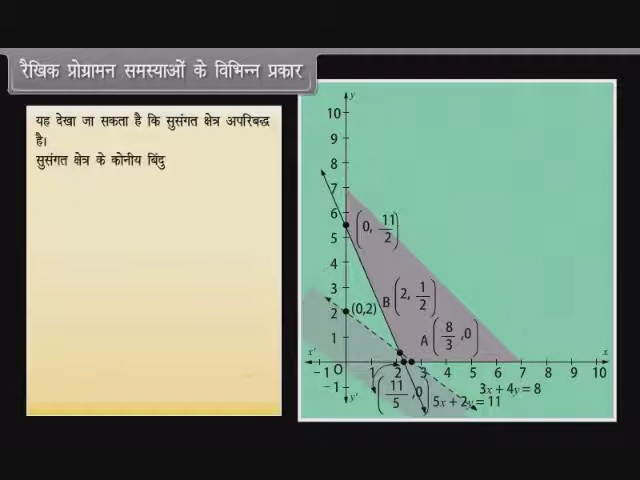 रैखिक प्रोग्रामन समस्याओं के विभिन्न प्रकार
यह देखा जा सकता है कि सुसंगत क्षेत्र अपरिबद्ध
है।
सुसंगत क्षेत्र के कोनीय बिंदु
y
10
9
8
7
6
5
4
3
2
1
(0, 11/2)
B (2, 1/2)
(0,2)
A (8/3, 0)
x' x
−1 O 1 2 3 4 5 6 7 8 9 10
−1
y'
(11/5, 0)
3x + 4y = 8
5x + 2y = 11